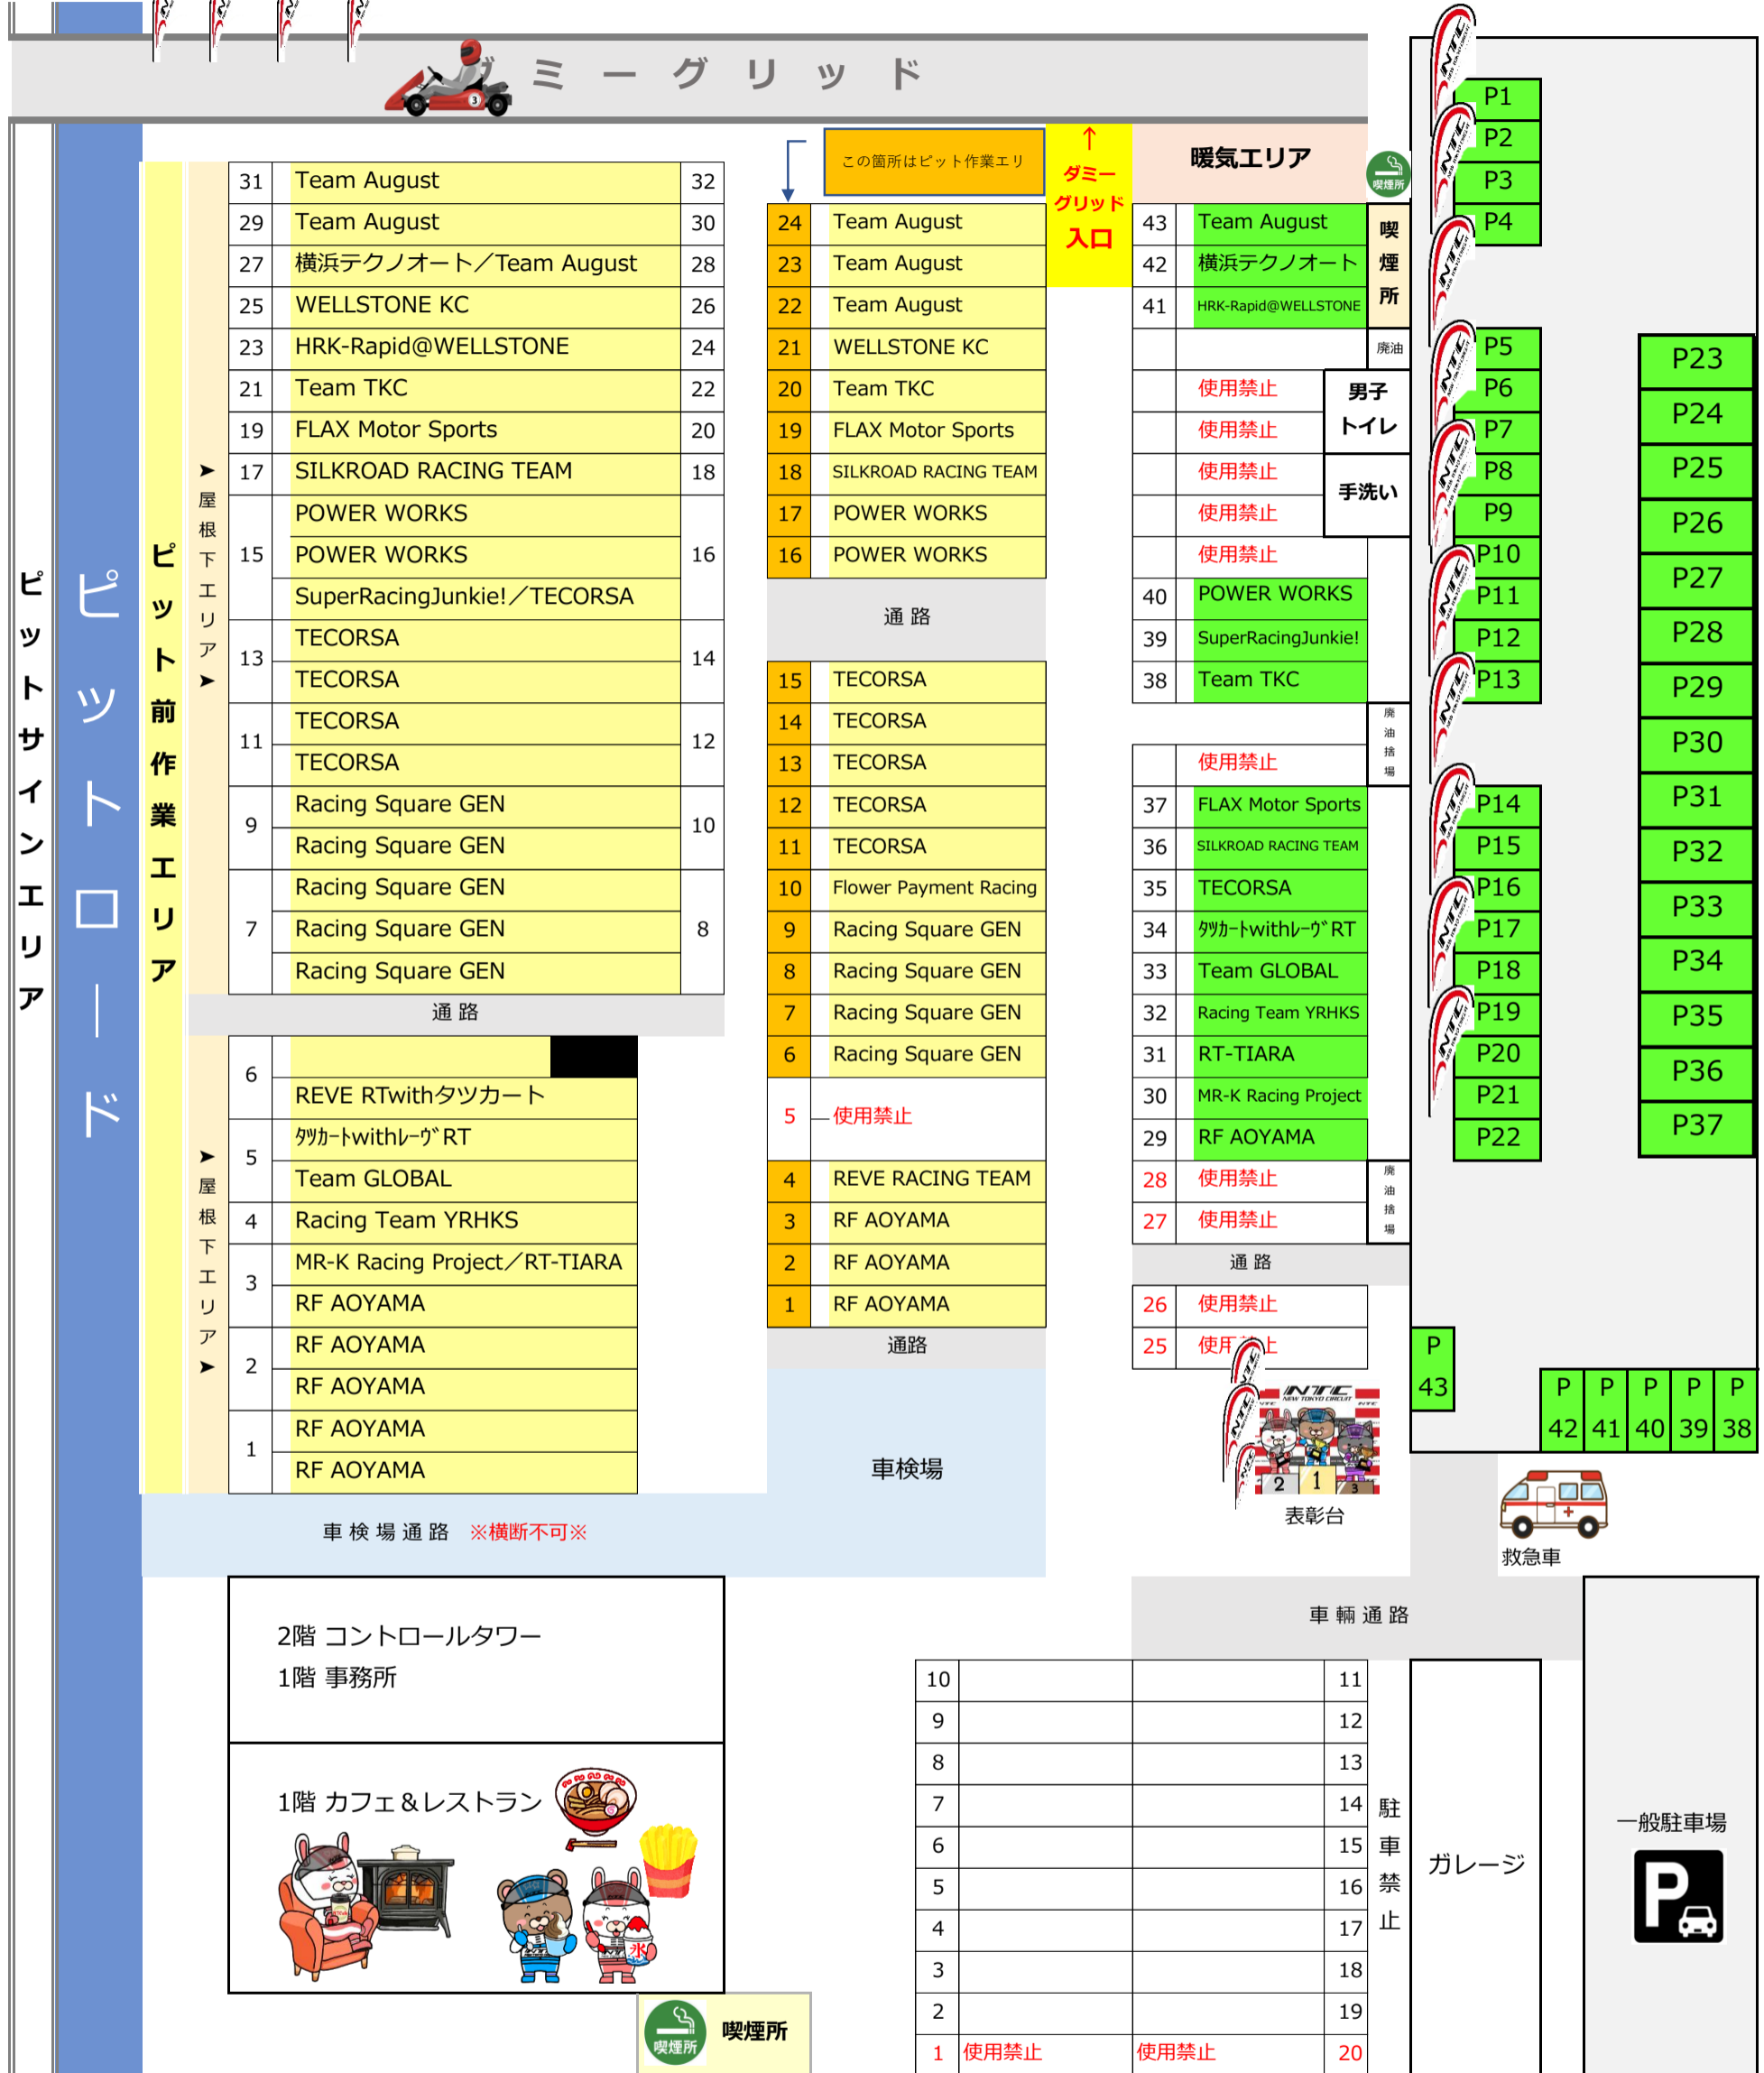 ミーグリッド
3
この箇所はピット作業エリ
↑
ダミー
グリッド
入口
暖気エリア
喫煙所
喫煙所
廃油
男子
トイレ
手洗い
廃油捨場
廃油捨場
ピットサインエリア
ピットロード
ピット前作業エリア
➤屋根下エリア➤
➤屋根下エリア➤
31 Team August 32
29 Team August 30
27 横浜テクノオート／Team August 28
25 WELLSTONE KC 26
23 HRK-Rapid@WELLSTONE 24
21 Team TKC 22
19 FLAX Motor Sports 20
17 SILKROAD RACING TEAM 18
POWER WORKS
15 POWER WORKS 16
SuperRacingJunkie!／TECORSA
13 TECORSA 14
TECORSA
11 TECORSA 12
TECORSA
9 Racing Square GEN 10
Racing Square GEN
Racing Square GEN
7 Racing Square GEN 8
Racing Square GEN
通路
6
REVE RTwithタツカート
5 ﾀﾂｶｰﾄwithﾚｰｳﾞRT
Team GLOBAL
4 Racing Team YRHKS
3 MR-K Racing Project／RT-TIARA
RF AOYAMA
2 RF AOYAMA
RF AOYAMA
1 RF AOYAMA
RF AOYAMA
24 Team August
23 Team August
22 Team August
21 WELLSTONE KC
20 Team TKC
19 FLAX Motor Sports
18 SILKROAD RACING TEAM
17 POWER WORKS
16 POWER WORKS
通路
15 TECORSA
14 TECORSA
13 TECORSA
12 TECORSA
11 TECORSA
10 Flower Payment Racing
9 Racing Square GEN
8 Racing Square GEN
7 Racing Square GEN
6 Racing Square GEN
5 使用禁止
4 REVE RACING TEAM
3 RF AOYAMA
2 RF AOYAMA
1 RF AOYAMA
通路
車検場
43 Team August
42 横浜テクノオート
41 HRK-Rapid@WELLSTONE
使用禁止
使用禁止
使用禁止
使用禁止
使用禁止
40 POWER WORKS
39 SuperRacingJunkie!
38 Team TKC
使用禁止
37 FLAX Motor Sports
36 SILKROAD RACING TEAM
35 TECORSA
34 ﾀﾂｶｰﾄwithﾚｰｳﾞRT
33 Team GLOBAL
32 Racing Team YRHKS
31 RT-TIARA
30 MR-K Racing Project
29 RF AOYAMA
28 使用禁止
27 使用禁止
通路
26 使用禁止
25 使用禁止
NTC
NEW TOKYO CIRCUIT
2 1 3
表彰台
P1
P2
P3
P4
P5
P6
P7
P8
P9
P10
P11
P12
P13
P14
P15
P16
P17
P18
P19
P20
P21
P22
P23
P24
P25
P26
P27
P28
P29
P30
P31
P32
P33
P34
P35
P36
P37
P43
P42 P41 P40 P39 P38
救急車
車検場通路 ※横断不可※
車輌通路
2階 コントロールタワー
1階 事務所
1階 カフェ＆レストラン
氷
喫煙所
喫煙所
10 11
9 12
8 13
7 14
6 15
5 16
4 17
3 18
2 19
1 使用禁止 使用禁止 20
駐車禁止
ガレージ
一般駐車場
P